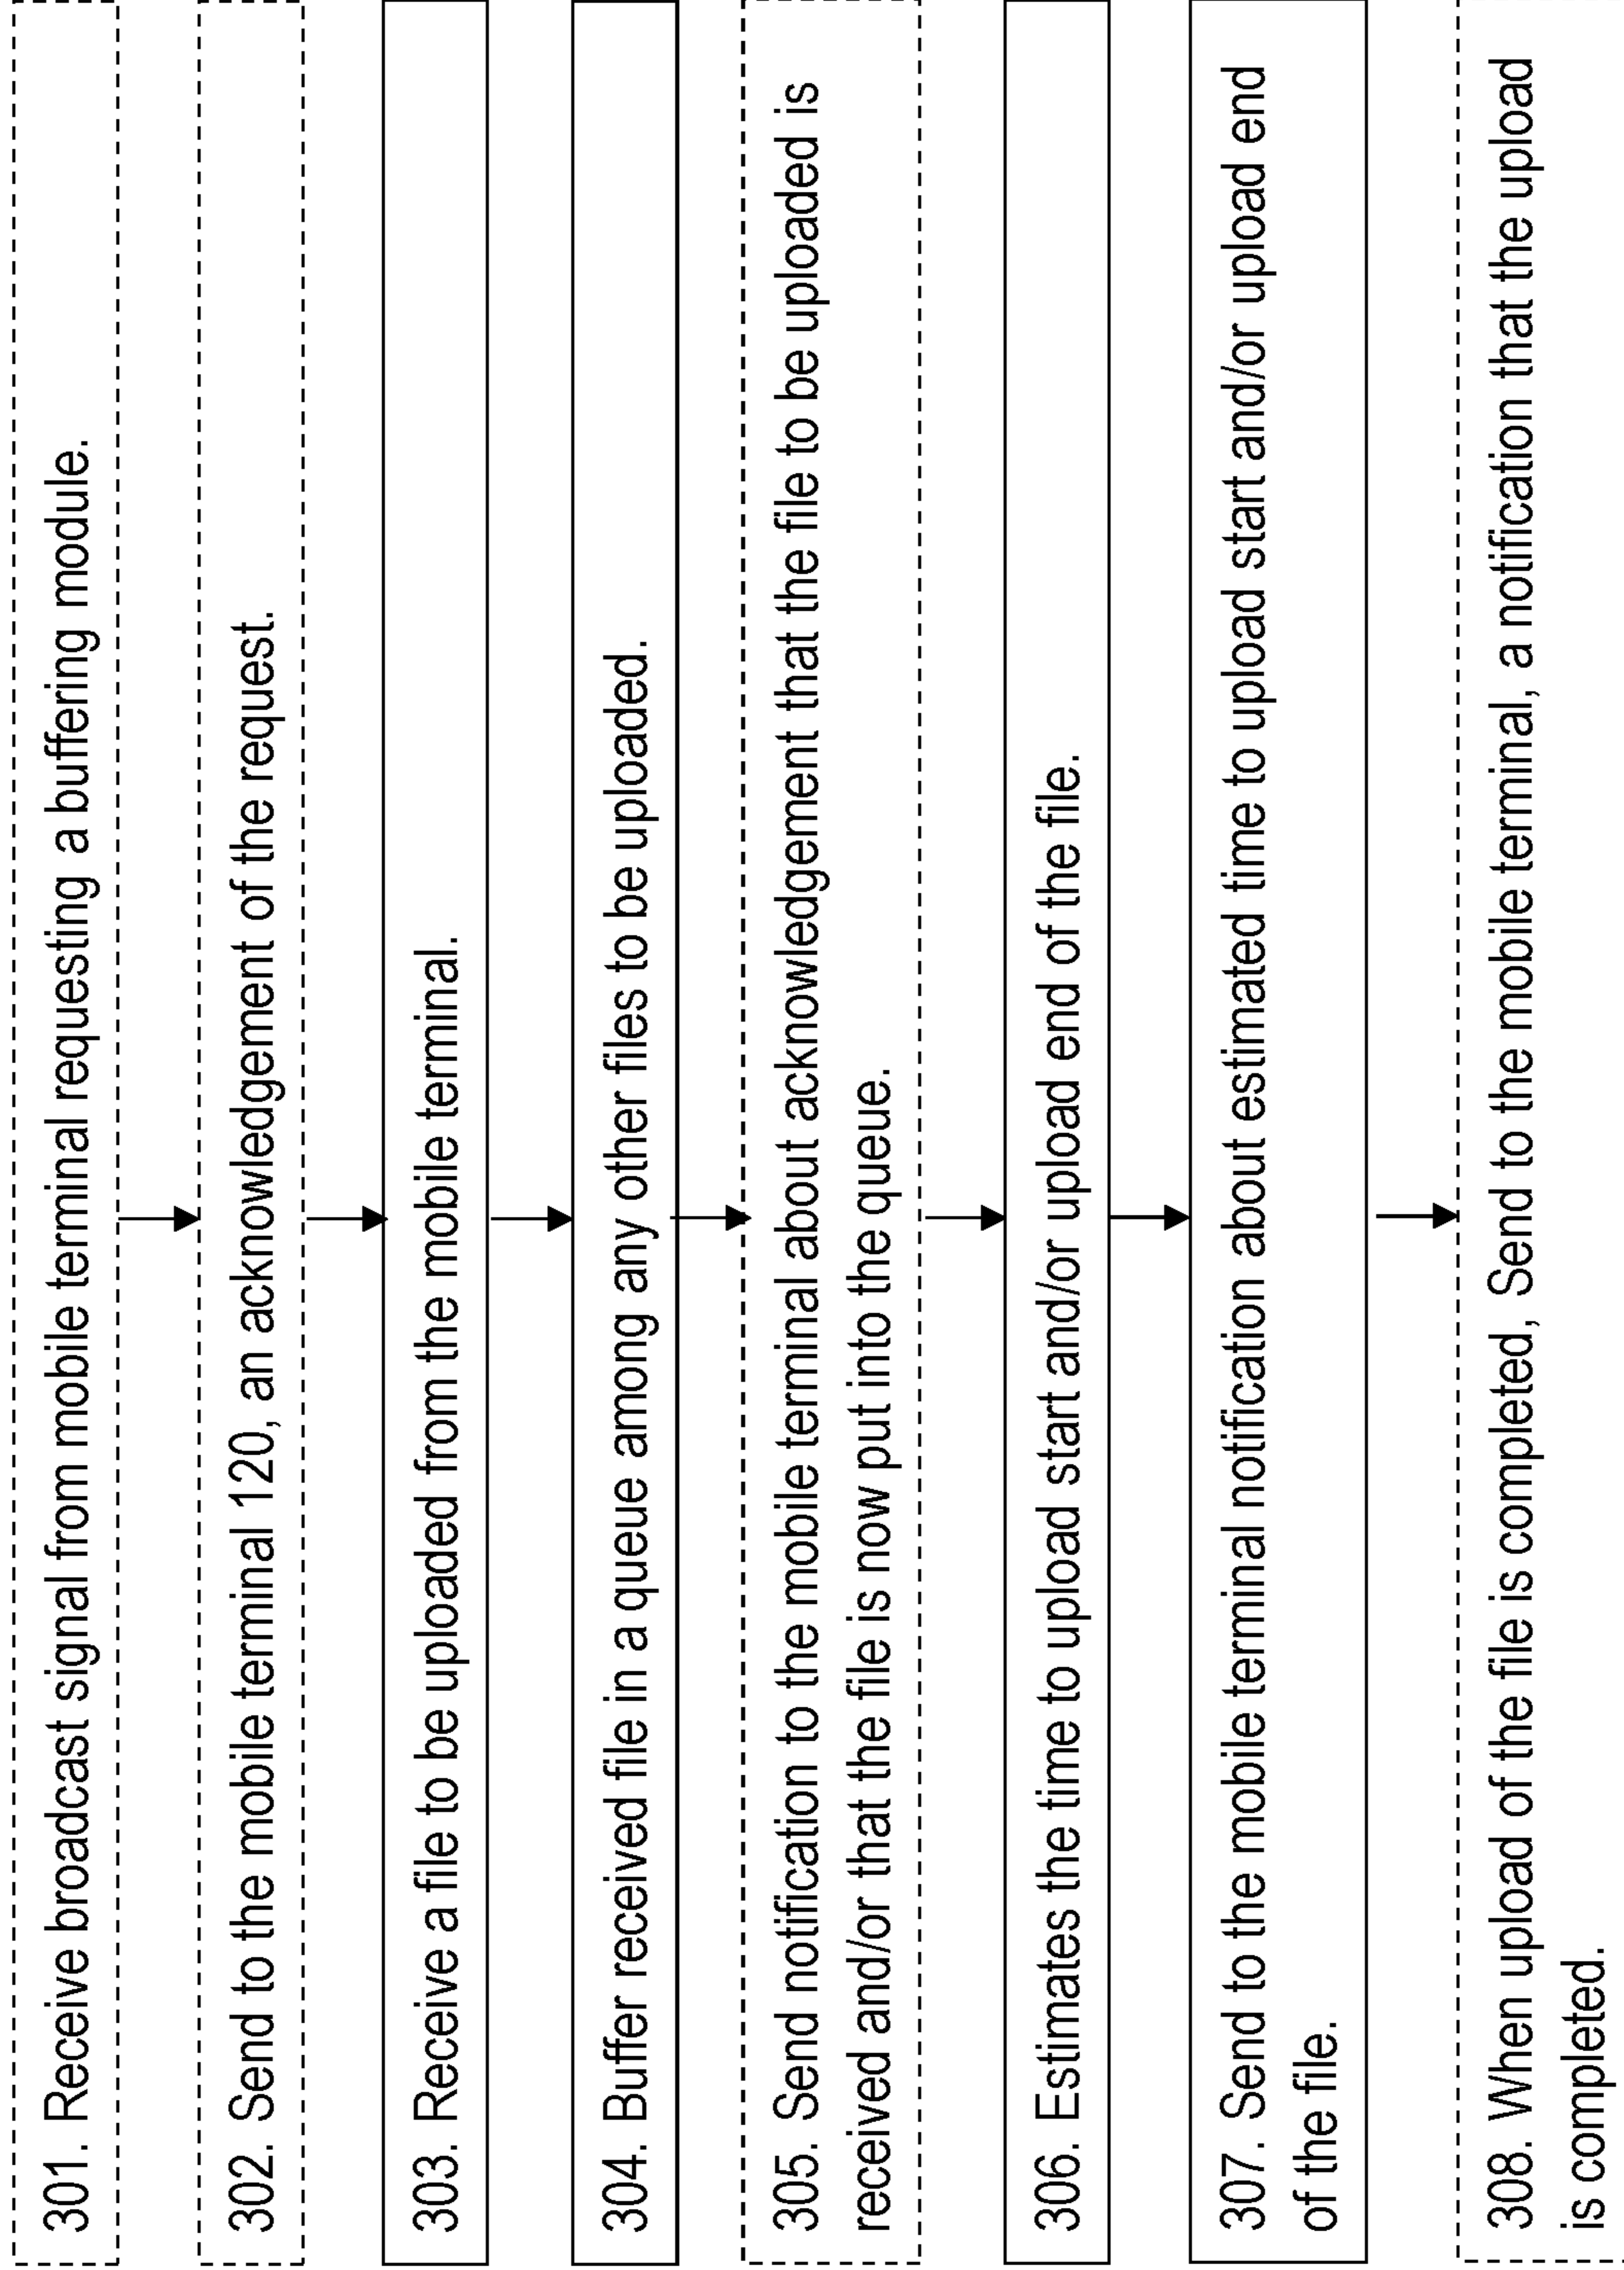 301. Receive broadcast signal from mobile terminal requesting a buffering module.
302. Send to the mobile terminal 120, an acknowledgement of the request.
303. Receive a file to be uploaded from the mobile terminal.
304. Buffer received file in a queue among any other files to be uploaded.
305. Send notification to the mobile terminal about acknowledgement that the file to be uploaded is
received and/or that the file is now put into the queue.
306. Estimates the time to upload start and/or upload end of the file.
307. Send to the mobile terminal notification about estimated time to upload start and/or upload end
of the file.
308. When upload of the file is completed, Send to the mobile terminal, a notification that the upload
is completed.